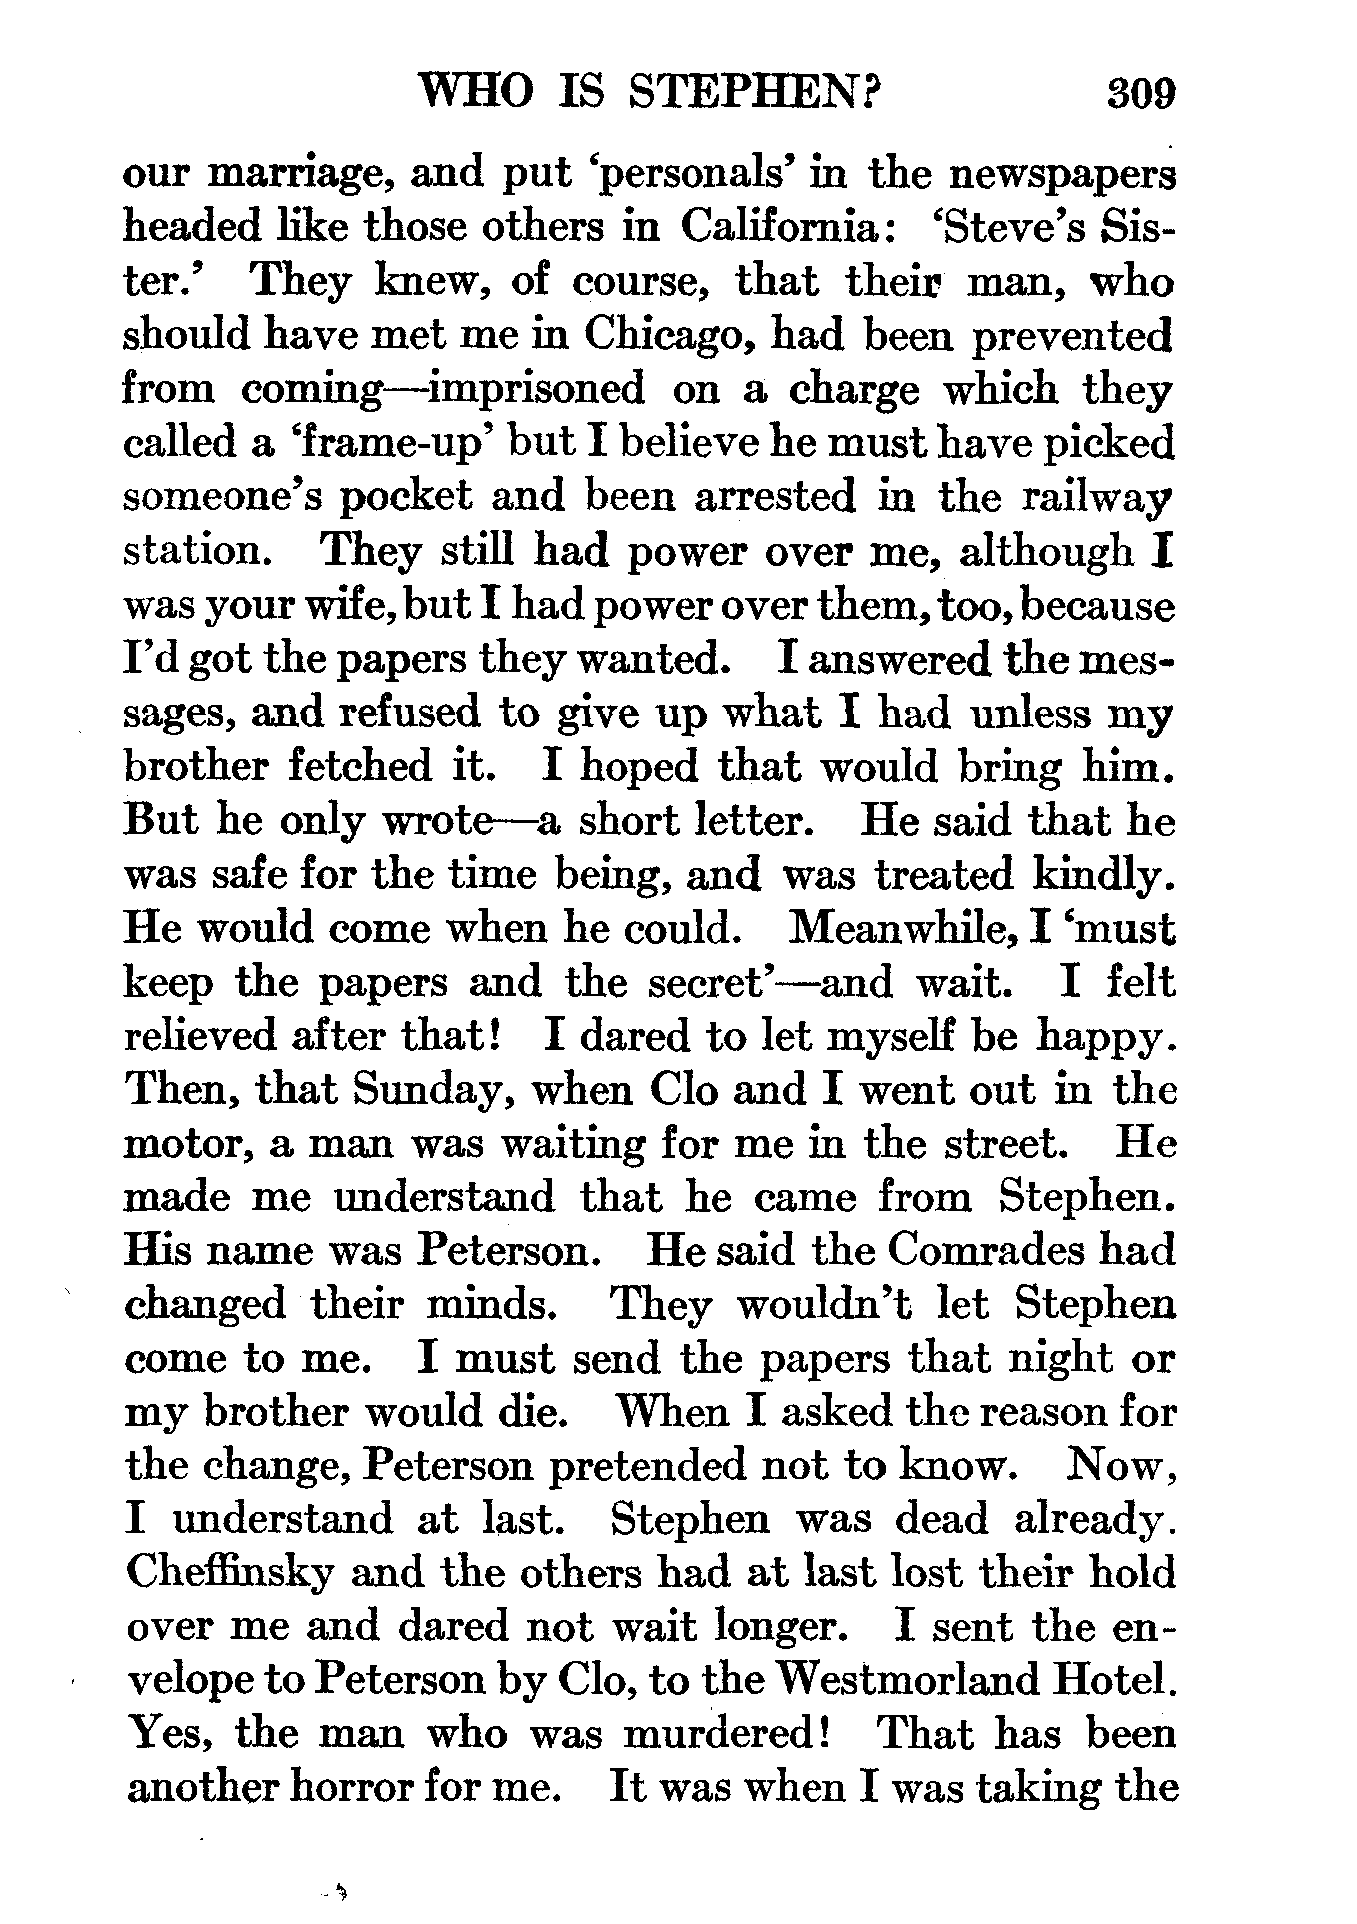 WHO IS STEPHEN? 309
our marriage, and put ‘personals’ in the newspapers
headed like those others in California: ‘Steve’s Sis-
ter.’ They knew, of course, that their man, who
should have met me in Chicago, had been prevented
from coming—imprisoned on a charge which they
called a ‘frame-up’ but I believe he must have picked
someone’s pocket and been arrested in the railway
station. They still had power over me, although I
was your wife, but I had power over them, too, because
I’d got the papers they wanted. I answered the mes-
sages, and refused to give up what I had unless my
brother fetched it. I hoped that would bring him.
But he only wrote—a short letter. He said that he
was safe for the time being, and was treated kindly.
He would come when he could. Meanwhile, I ‘must
keep the papers and the secret’—and wait. I felt
relieved after that! I dared to let myself be happy.
Then, that Sunday, when Clo and I went out in the
motor, a man was waiting for me in the street. He
made me understand that he came from Stephen.
His name was Peterson. He said the Comrades had
changed their minds. They wouldn’t let Stephen
come to me. I must send the papers that night or
my brother would die. When I asked the reason for
the change, Peterson pretended not to know. Now,
I understand at last. Stephen was dead already.
Cheffinsky and the others had at last lost their hold
over me and dared not wait longer. I sent the en-
velope to Peterson by Clo, to the Westmorland Hotel.
Yes, the man who was murdered! That has been
another horror for me. It was when I was taking the